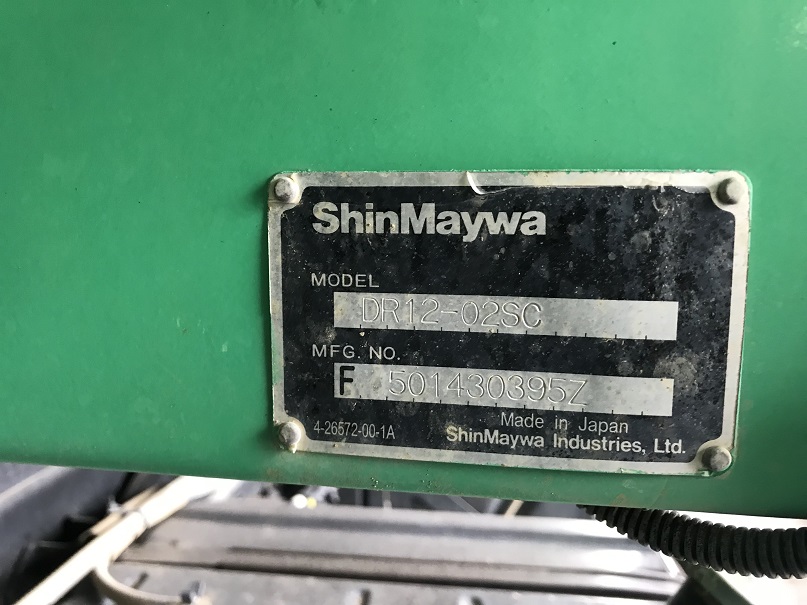 ShinMaywa
MODEL
DR12-02SC
MFG. NO.
F 501430395Z
Made in Japan
4-26572-00-1A
ShinMaywa Industries, Ltd.